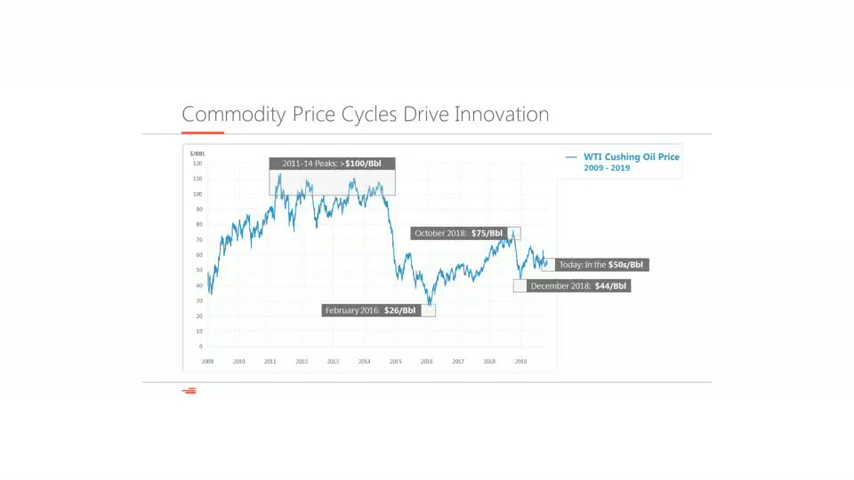 Commodity Price Cycles Drive Innovation
$/BBL
WTI Cushing Oil Price
2009 - 2019
2011-14 Peaks: >$100/Bbl
October 2018: $75/Bbl
Today: In the $50s/Bbl
December 2018: $44/Bbl
February 2016: $26/Bbl
120
110
100
90
80
70
60
50
40
30
20
10
0
2009 2010 2011 2012 2013 2014 2015 2016 2017 2018 2019